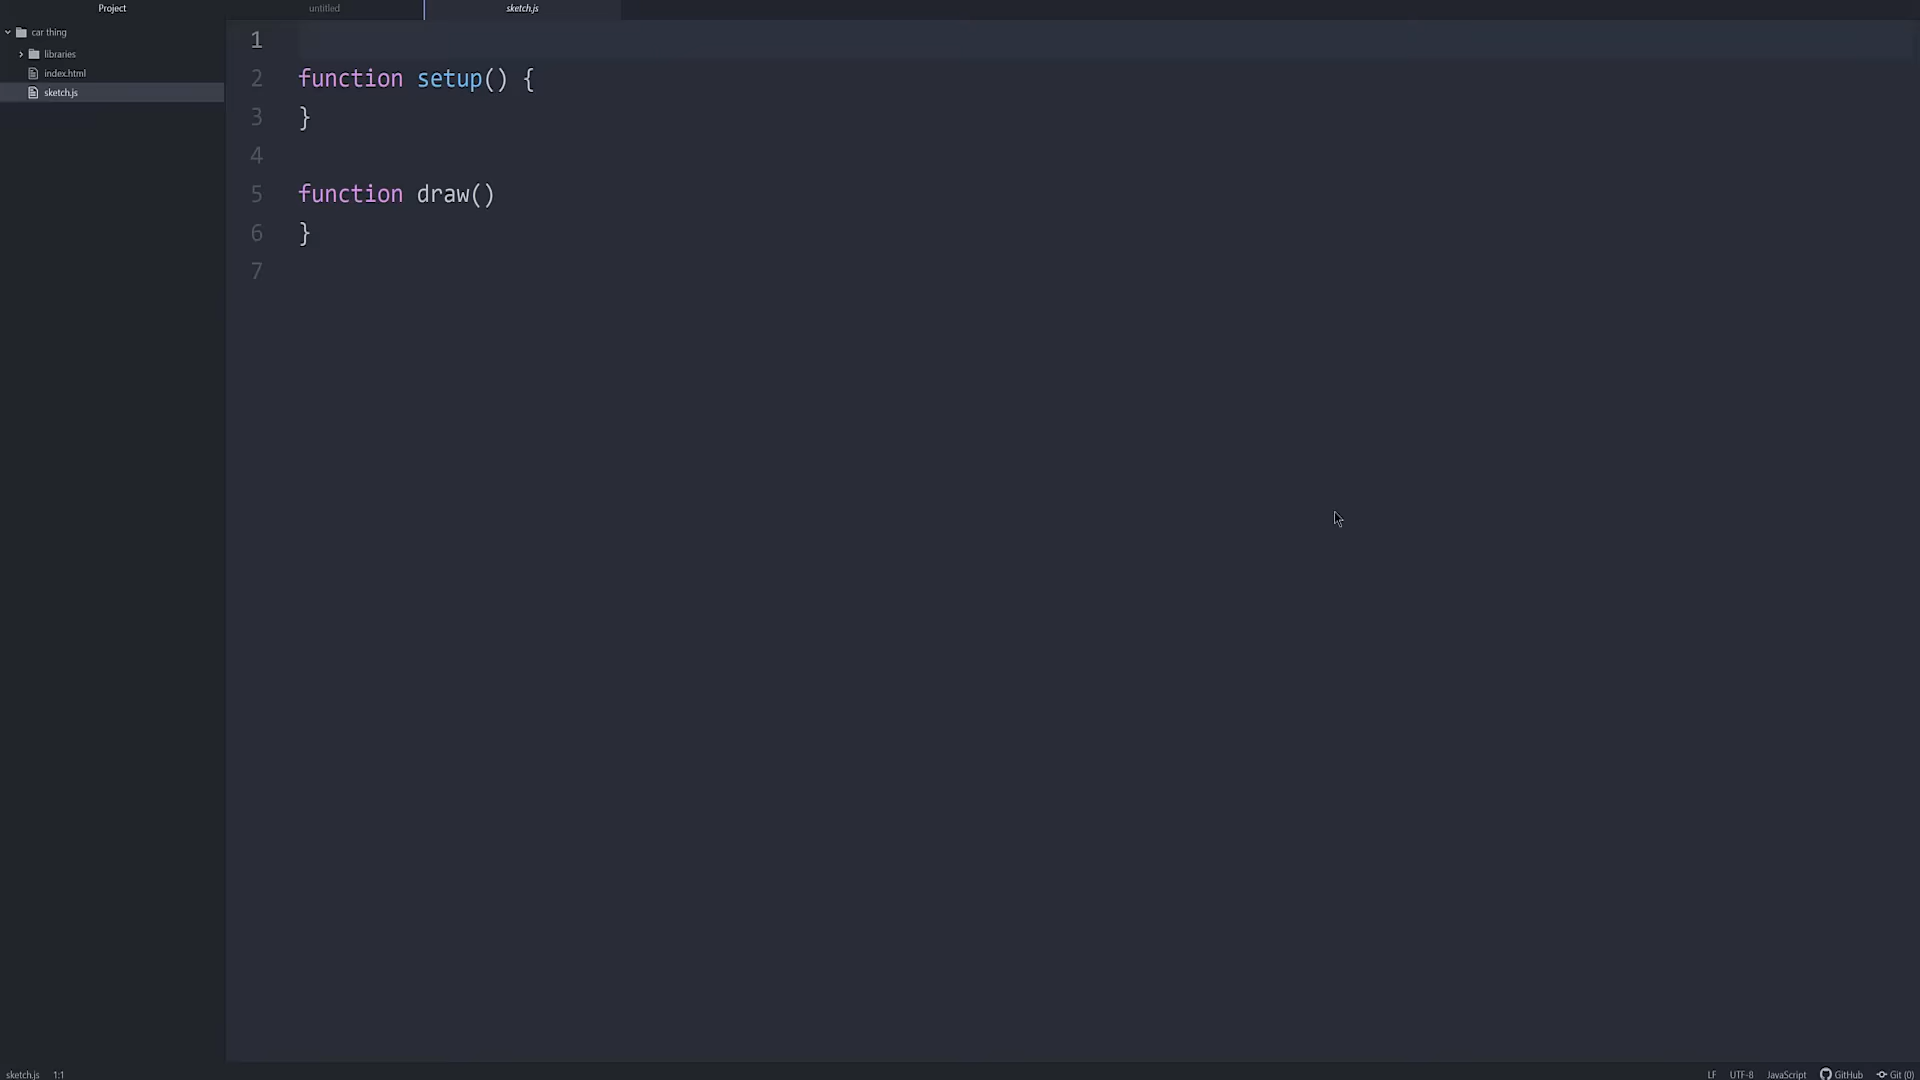 Project
untitled
sketch.js
car thing
libraries
index.html
sketch.js
1
2 function setup() {
3 }
4
5 function draw()
6 }
7
sketch.js 1:1
LF UTF-8 JavaScript GitHub Git (0)